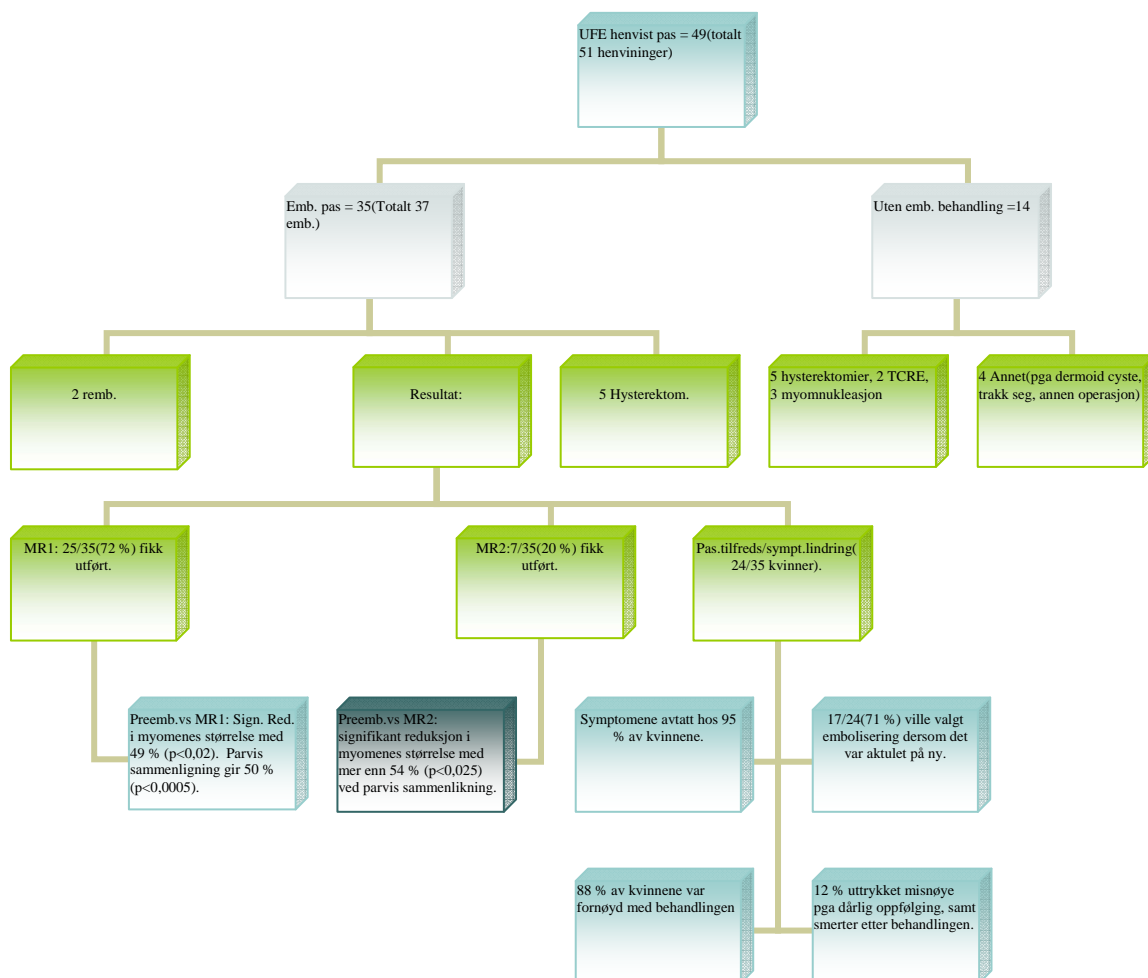 UFE henvist pas = 49(totalt
51 henvininger)
Emb. pas = 35(Totalt 37
emb.)
Uten emb. behandling =14
2 remb.
Resultat:
5 Hysterektom.
5 hysterektomier, 2 TCRE,
3 myomnukleasjon
4 Annet(pga dermoid cyste,
trakk seg, annen operasjon)
MR1: 25/35(72 %) fikk
utført.
MR2:7/35(20 %) fikk
utført.
Pas.tilfreds/sympt.lindring(
24/35 kvinner).
Preemb.vs MR1: Sign. Red.
i myomenes størrelse med
49 % (p<0,02).  Parvis
sammenligning gir 50 %
(p<0,0005).
Preemb.vs MR2:
signifikant reduksjon i
myomenes størrelse med
mer enn 54 % (p<0,025)
ved parvis sammenlikning.
Symptomene avtatt hos 95
% av kvinnene.
17/24(71 %) ville valgt
embolisering dersom det
var aktulet på ny.
88 % av kvinnene var
fornøyd med behandlingen
12 % uttrykket misnøye
pga dårlig oppfølging, samt
smerter etter behandlingen.